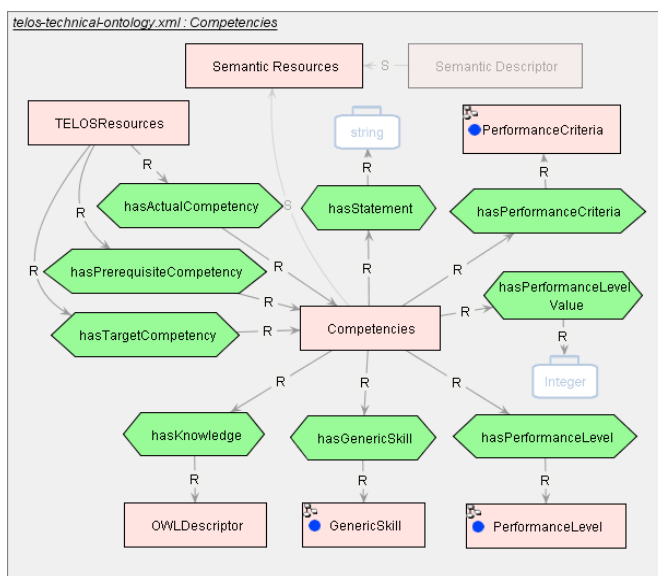 telos-technical-ontology.xml : Competencies
Semantic Resources
S
Semantic Descriptor
TELOSResources
string
PerformanceCriteria
R
R
R
hasActualCompetency
hasStatement
hasPerformanceCriteria
S
R
R
hasPrerequisiteCompetency
R
R
R
R
hasPerformanceLevel
Value
R
R
hasTargetCompetency
R
Competencies
R
Integer
R
R
R
hasKnowledge
hasGenericSkill
hasPerformanceLevel
R
R
R
OWLDescriptor
GenericSkill
PerformanceLevel